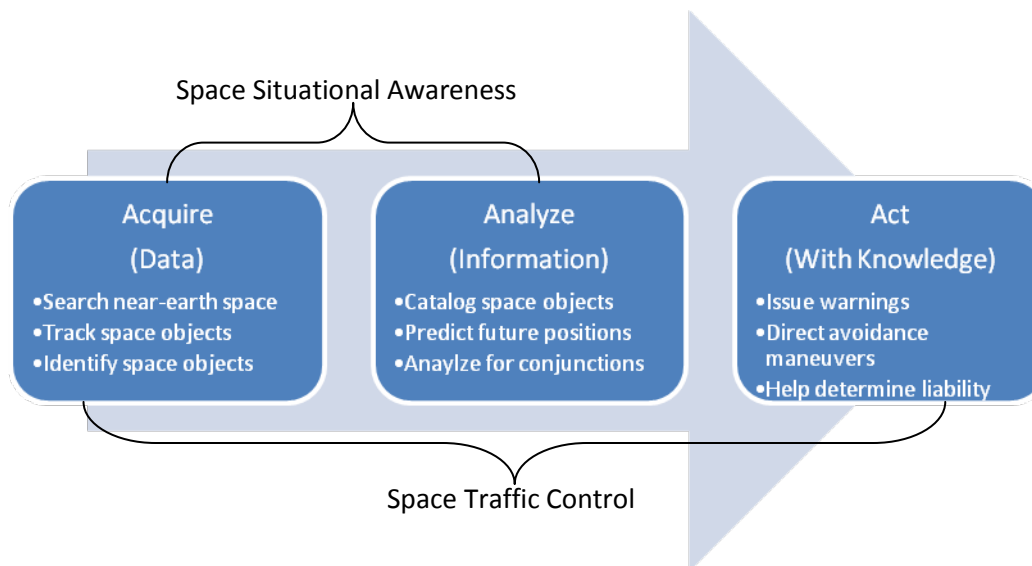 Space Situational Awareness
Acquire
(Data)
•Search near-earth space
•Track space objects
•Identify space objects
Analyze
(Information)
•Catalog space objects
•Predict future positions
•Anaylze for conjunctions
Act
(With Knowledge)
•Issue warnings
•Direct avoidance
maneuvers
•Help determine liability
Space Traffic Control